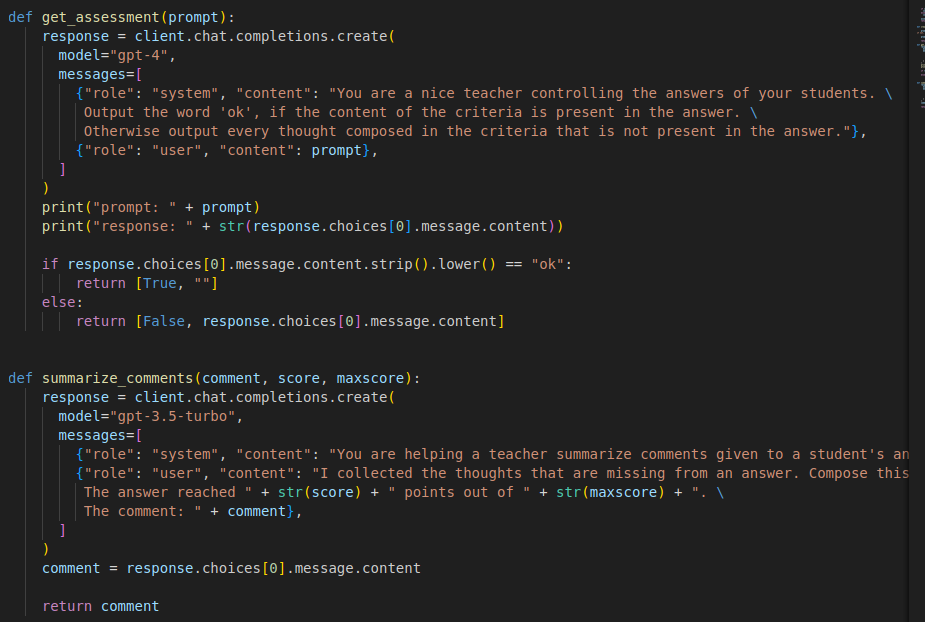 def get_assessment(prompt):
    response = client.chat.completions.create(
      model="gpt-4",
      messages=[
        {"role": "system", "content": "You are a nice teacher controlling the answers of your students. \
         Output the word 'ok', if the content of the criteria is present in the answer. \
         Otherwise output every thought composed in the criteria that is not present in the answer."},
        {"role": "user", "content": prompt},
      ]
    )
    print("prompt: " + prompt)
    print("response: " + str(response.choices[0].message.content))

    if response.choices[0].message.content.strip().lower() == "ok":
        return [True, ""]
    else:
        return [False, response.choices[0].message.content]


def summarize_comments(comment, score, maxscore):
    response = client.chat.completions.create(
      model="gpt-3.5-turbo",
      messages=[
        {"role": "system", "content": "You are helping a teacher summarize comments given to a student's an
        {"role": "user", "content": "I collected the thoughts that are missing from an answer. Compose this
         The answer reached " + str(score) + " points out of " + str(maxscore) + ". \
         The comment: " + comment},
      ]
    )
    comment = response.choices[0].message.content

    return comment